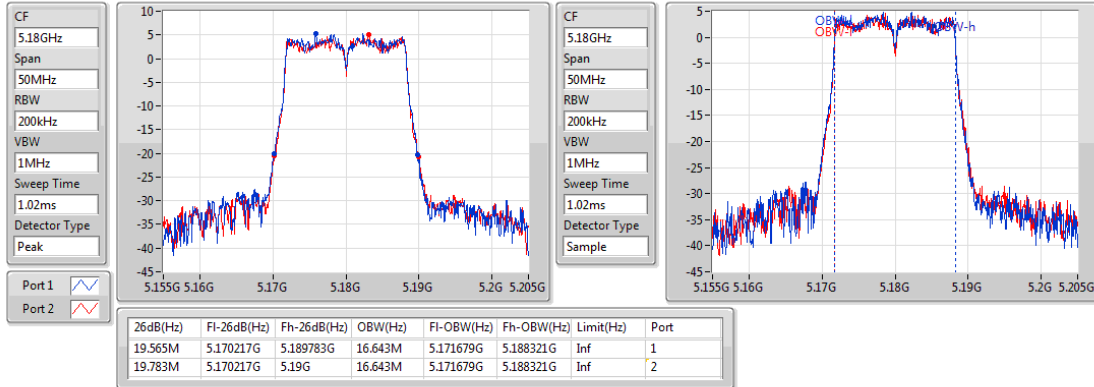 CF
5.18GHz
Span
50MHz
RBW
200kHz
VBW
1MHz
Sweep Time
1.02ms
Detector Type
Peak
Port 1
Port 2
10
5
0
-5
-10
-15
-20
-25
-30
-35
-40
-45
5.155G 5.16G 5.17G 5.18G 5.19G 5.2G 5.205G
CF
5.18GHz
Span
50MHz
RBW
200kHz
VBW
1MHz
Sweep Time
1.02ms
Detector Type
Sample
5
0
-5
-10
-15
-20
-25
-30
-35
-40
-45
OBW-h
5.155G 5.16G 5.17G 5.18G 5.19G 5.2G 5.205G
26dB(Hz) Fl-26dB(Hz) Fh-26dB(Hz) OBW(Hz) Fl-OBW(Hz) Fh-OBW(Hz) Limit(Hz) Port
19.565M 5.170217G 5.189783G 16.643M 5.171679G 5.188321G Inf 1
19.783M 5.170217G 5.19G 16.643M 5.171679G 5.188321G Inf 2